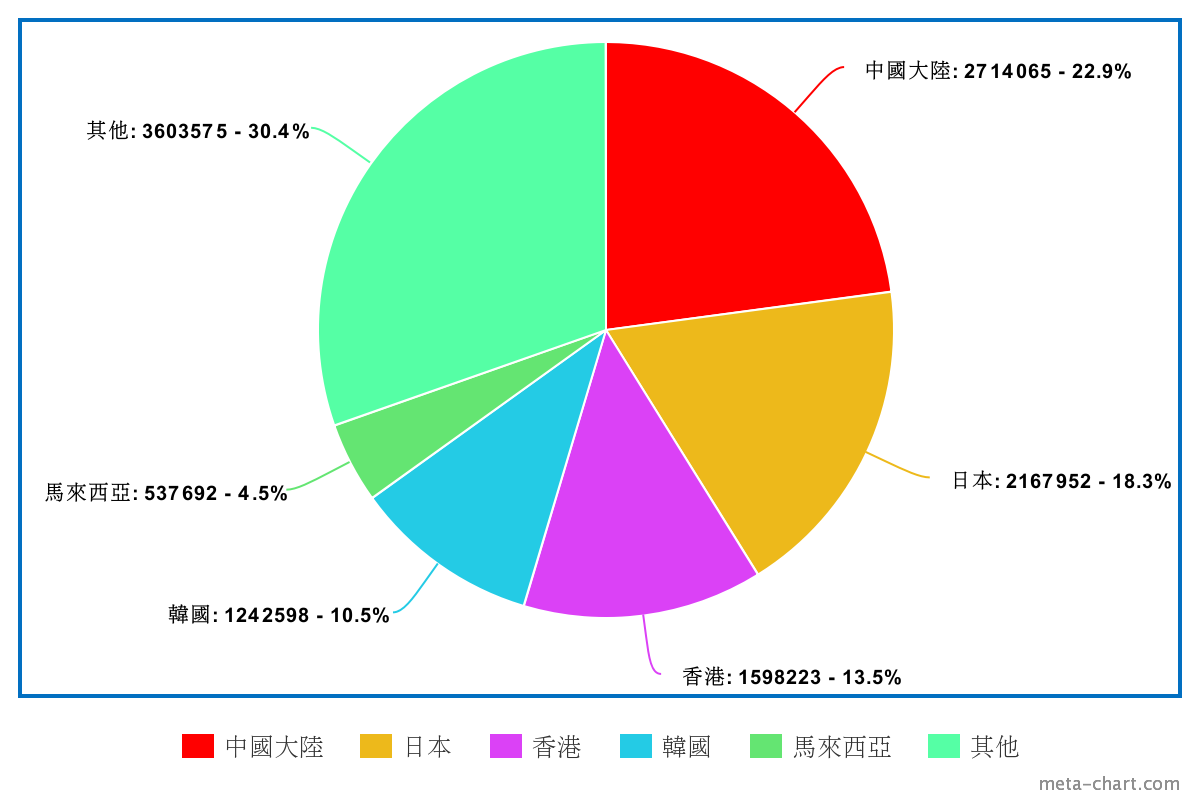 中國大陸: 2714065 - 22.9%
其他: 3603575 - 30.4%
日本: 2167952 - 18.3%
馬來西亞: 537692 - 4.5%
韓國: 1242598 - 10.5%
香港: 1598223 - 13.5%
中國大陸 日本 香港 韓國 馬來西亞 其他
meta-chart.com